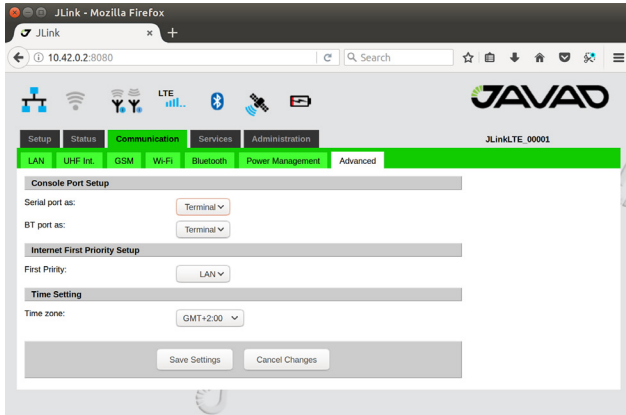 JLink - Mozilla Firefox
JLink × +
10.42.0.2:8080 Search
LTE
JAVAD
Setup Status Communication Services Administration JLinkLTE_00001
LAN UHF Int. GSM Wi-Fi Bluetooth Power Management Advanced
Console Port Setup
Serial port as: Terminal
BT port as: Terminal
Internet First Priority Setup
First Pririty: LAN
Time Setting
Time zone: GMT+2:00
Save Settings Cancel Changes